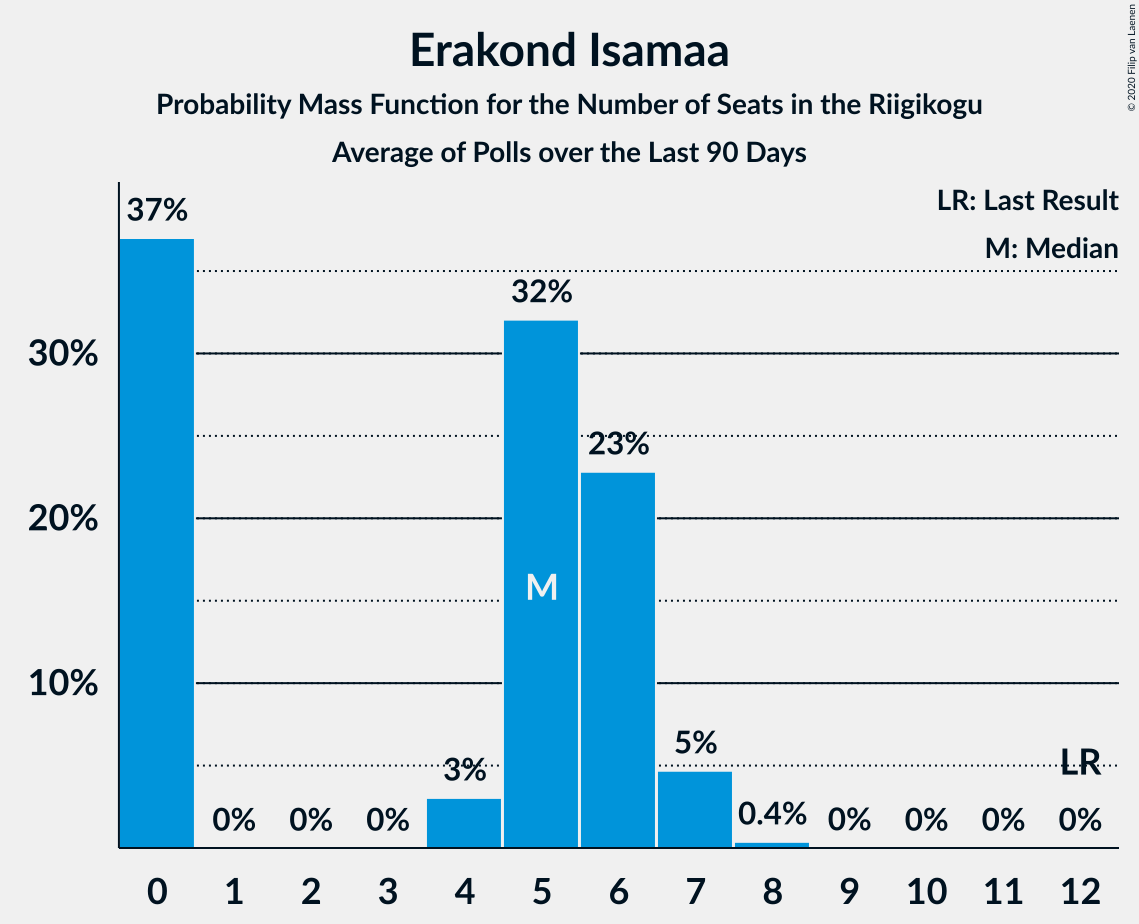 Erakond Isamaa
Probability Mass Function for the Number of Seats in the Riigikogu
Average of Polls over the Last 90 Days
© 2020 Filip van Laenen
LR: Last Result
M: Median
37%
32%
30%
23%
20%
M
10%
5%
3%
LR
0.4%
0% 0% 0% 0% 0% 0% 0%
0 1 2 3 4 5 6 7 8 9 10 11 12